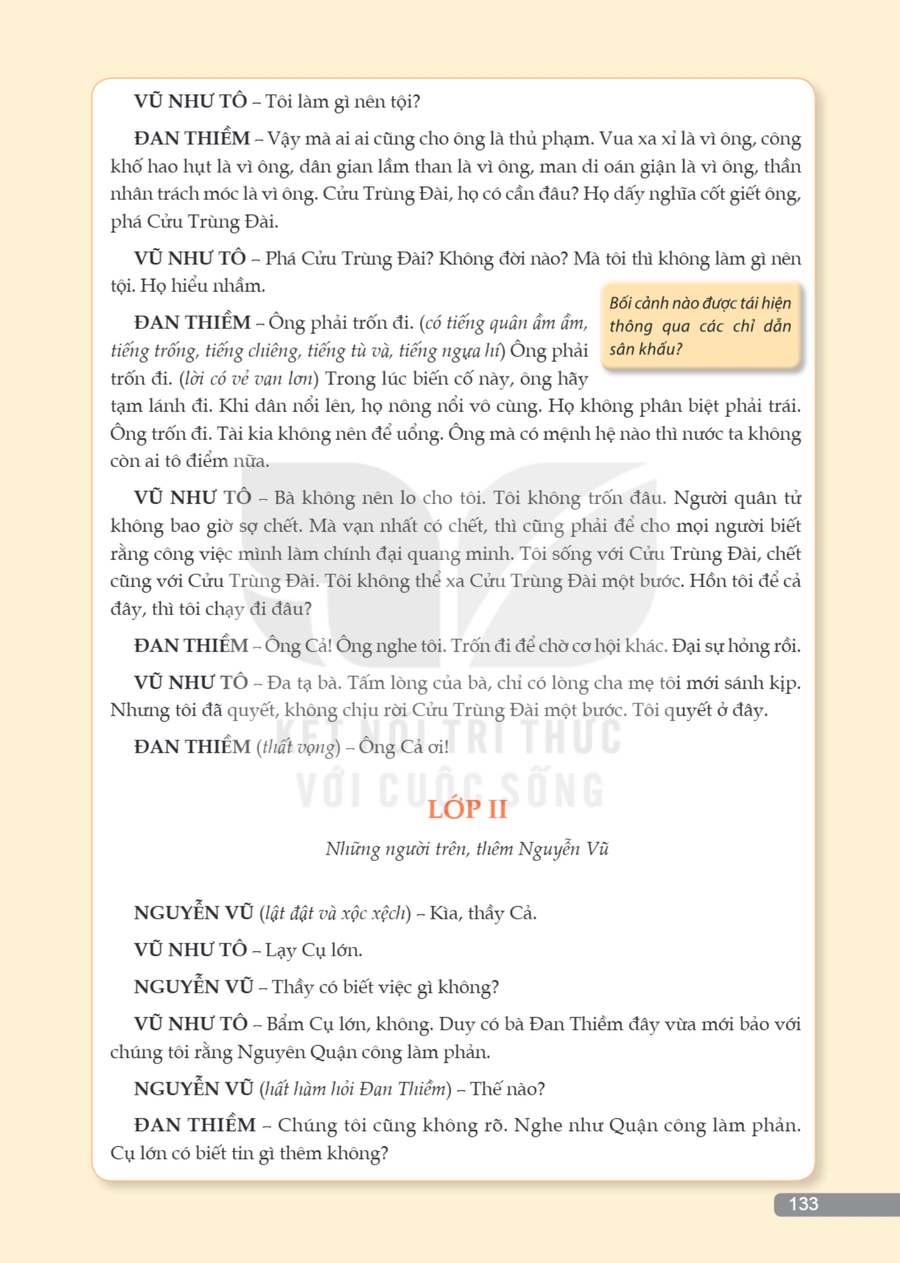 VŨ NHƯ TÔ – Tôi làm gì nên tội?
ĐAN THIỀM – Vậy mà ai ai cũng cho ông là thủ phạm. Vua xa xỉ là vì ông, công
khố hao hụt là vì ông, dân gian lầm than là vì ông, man di oán giận là vì ông, thần
nhân trách móc là vì ông. Cửu Trùng Đài, họ có cần đâu? Họ dấy nghĩa cốt giết ông,
phá Cửu Trùng Đài.
VŨ NHƯ TÔ – Phá Cửu Trùng Đài? Không đời nào? Mà tôi thì không làm gì nên
tội. Họ hiểu nhầm.
Bối cảnh nào được tái hiện
thông qua các chỉ dẫn
sân khấu?
ĐAN THIỀM – Ông phải trốn đi. (có tiếng quân ầm ầm,
tiếng trống, tiếng chiêng, tiếng tù và, tiếng ngựa hí) Ông phải
trốn đi. (lời có vẻ van lơn) Trong lúc biến cố này, ông hãy
tạm lánh đi. Khi dân nổi lên, họ nông nổi vô cùng. Họ không phân biệt phải trái.
Ông trốn đi. Tài kia không nên để uổng. Ông mà có mệnh hệ nào thì nước ta không
còn ai tô điểm nữa.
VŨ NHƯ TÔ – Bà không nên lo cho tôi. Tôi không trốn đâu. Người quân tử
không bao giờ sợ chết. Mà vạn nhất có chết, thì cũng phải để cho mọi người biết
rằng công việc mình làm chính đại quang minh. Tôi sống với Cửu Trùng Đài, chết
cũng với Cửu Trùng Đài. Tôi không thể xa Cửu Trùng Đài một bước. Hồn tôi để cả
đây, thì tôi chạy đi đâu?
ĐAN THIỀM – Ông Cả! Ông nghe tôi. Trốn đi để chờ cơ hội khác. Đại sự hỏng rồi.
VŨ NHƯ TÔ – Đa tạ bà. Tấm lòng của bà, chỉ có lòng cha mẹ tôi mới sánh kịp.
Nhưng tôi đã quyết, không chịu rời Cửu Trùng Đài một bước. Tôi quyết ở đây.
KẾT NỐI TRI THỨC
ĐAN THIỀM (thất vọng) – Ông Cả ơi!
VỚI CUỘC SỐNG
LỚP II
Những người trên, thêm Nguyễn Vũ
NGUYỄN VŨ (lật đật và xộc xệch) – Kìa, thầy Cả.
VŨ NHƯ TÔ – Lạy Cụ lớn.
NGUYỄN VŨ – Thầy có biết việc gì không?
VŨ NHƯ TÔ – Bẩm Cụ lớn, không. Duy có bà Đan Thiềm đây vừa mới bảo với
chúng tôi rằng Nguyên Quận công làm phản.
NGUYỄN VŨ (hất hàm hỏi Đan Thiềm) – Thế nào?
ĐAN THIỀM – Chúng tôi cũng không rõ. Nghe như Quận công làm phản.
Cụ lớn có biết tin gì thêm không?
133